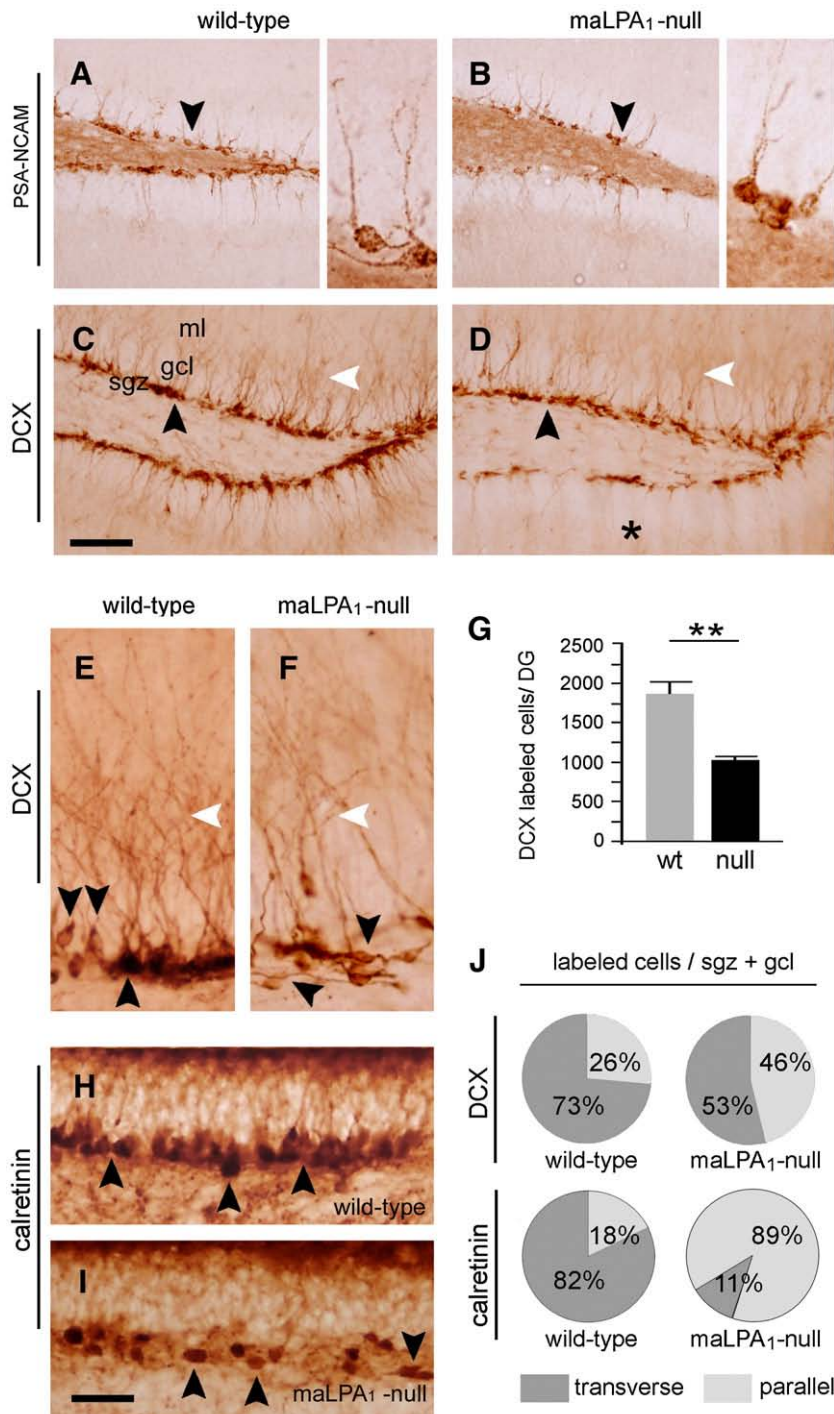 wild-type
maLPA₁-null
PSA-NCAM
A
B
DCX
C
ml
gcl
sgz
D
*
wild-type
maLPA₁-null
DCX
E
F
G
**
DCX labeled cells/ DG
2500
2000
1500
1000
500
0
wt
null
J
labeled cells / sgz + gcl
DCX
26%
73%
wild-type
46%
53%
maLPA₁-null
calretinin
H
wild-type
I
maLPA₁ -null
calretinin
18%
82%
wild-type
89%
11%
maLPA₁-null
transverse
parallel